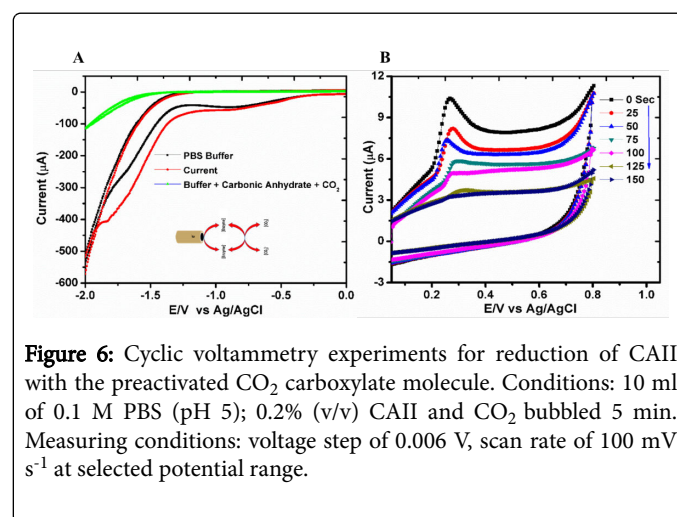 A
B
0
-100
-200
-300
-400
-500
-600
Current (µA)
PBS Buffer
Current
Buffer + Carbonic Anhydrate + CO2
-2.0 -1.5 -1.0 -0.5 0.0
E/V vs Ag/AgCl
12
9
6
3
0
-3
Current (µA)
0 Sec
25
50
75
100
125
150
0.2 0.4 0.6 0.8 1.0
E/V vs Ag/AgCl
Figure 6: Cyclic voltammetry experiments for reduction of CAII
with the preactivated CO2 carboxylate molecule. Conditions: 10 ml
of 0.1 M PBS (pH 5); 0.2% (v/v) CAII and CO2 bubbled 5 min.
Measuring conditions: voltage step of 0.006 V, scan rate of 100 mV
s-1 at selected potential range.